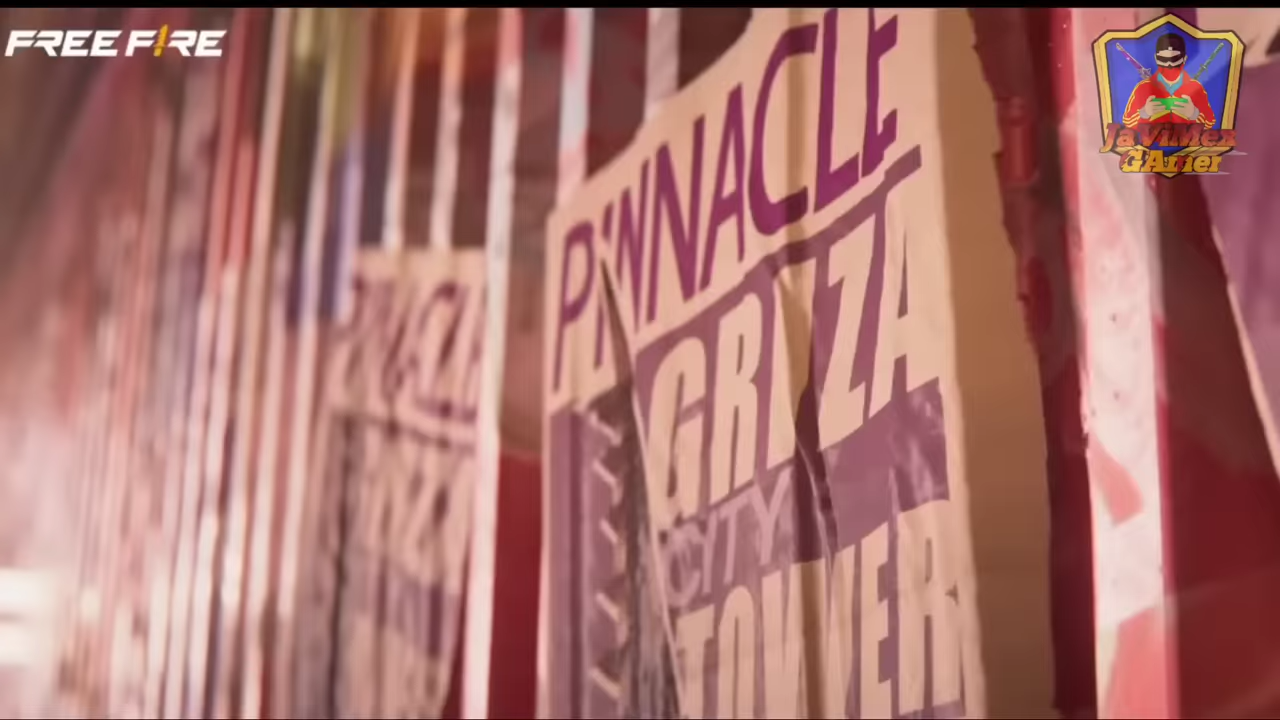 FREE FIRE
JaViMex
GAmer
PINNACLE
GRIZA
CITY
TOWER